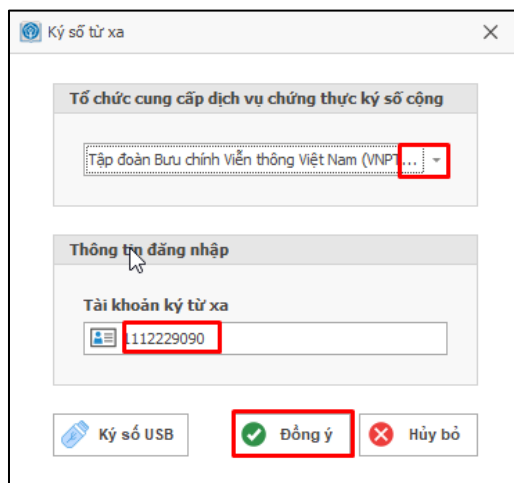 Ký số từ xa
Tổ chức cung cấp dịch vụ chứng thực ký số cộng
Tập đoàn Bưu chính Viễn thông Việt Nam (VNPT...
Thông tin đăng nhập
Tài khoản ký từ xa
1112229090
Ký số USB
Đồng ý
Hủy bỏ